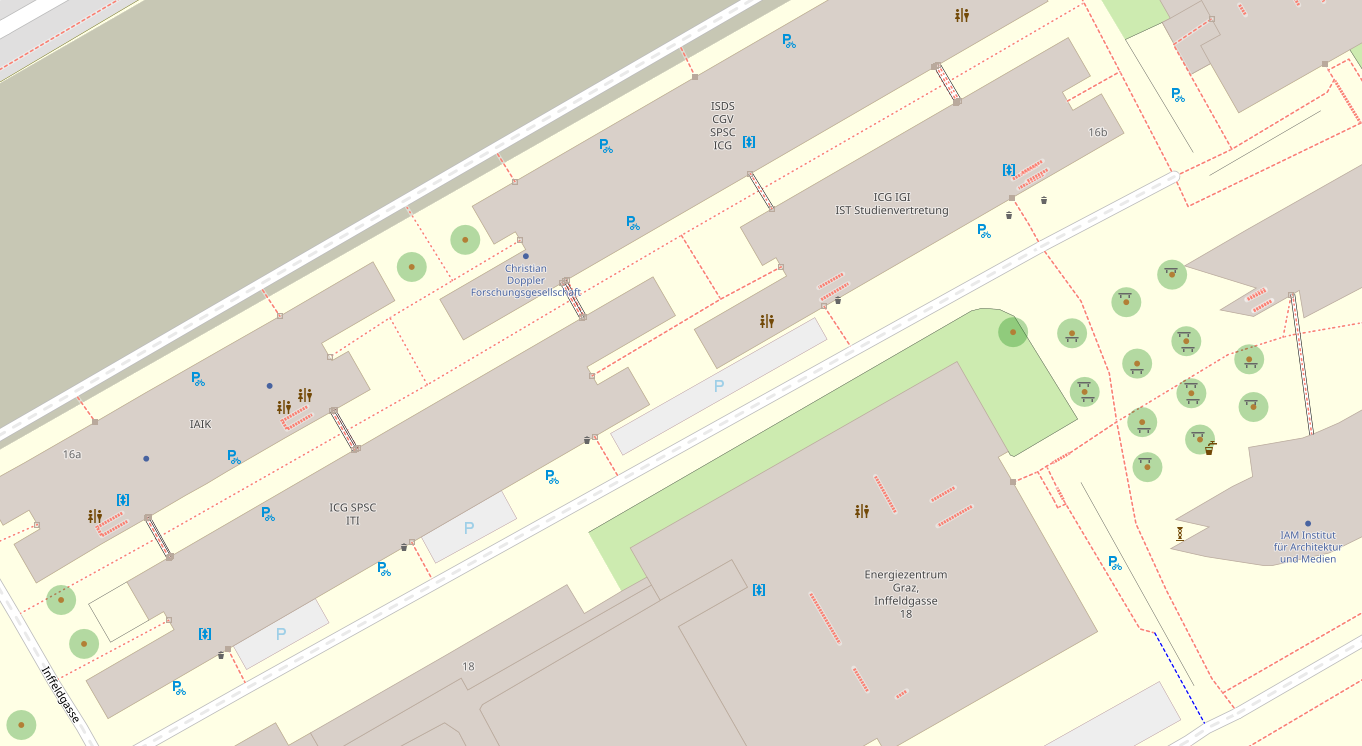 ISDS
CGV
SPSC
ICG
16b
ICG IGI
IST Studienvertretung
Christian
Doppler
Forschungsgesellschaft
P
IAIK
16a
ICG SPSC
ITI
P
P
Energiezentrum
Graz,
Inffeldgasse
18
IAM Institut
für Architektur
und Medien
18
Inffeldgasse